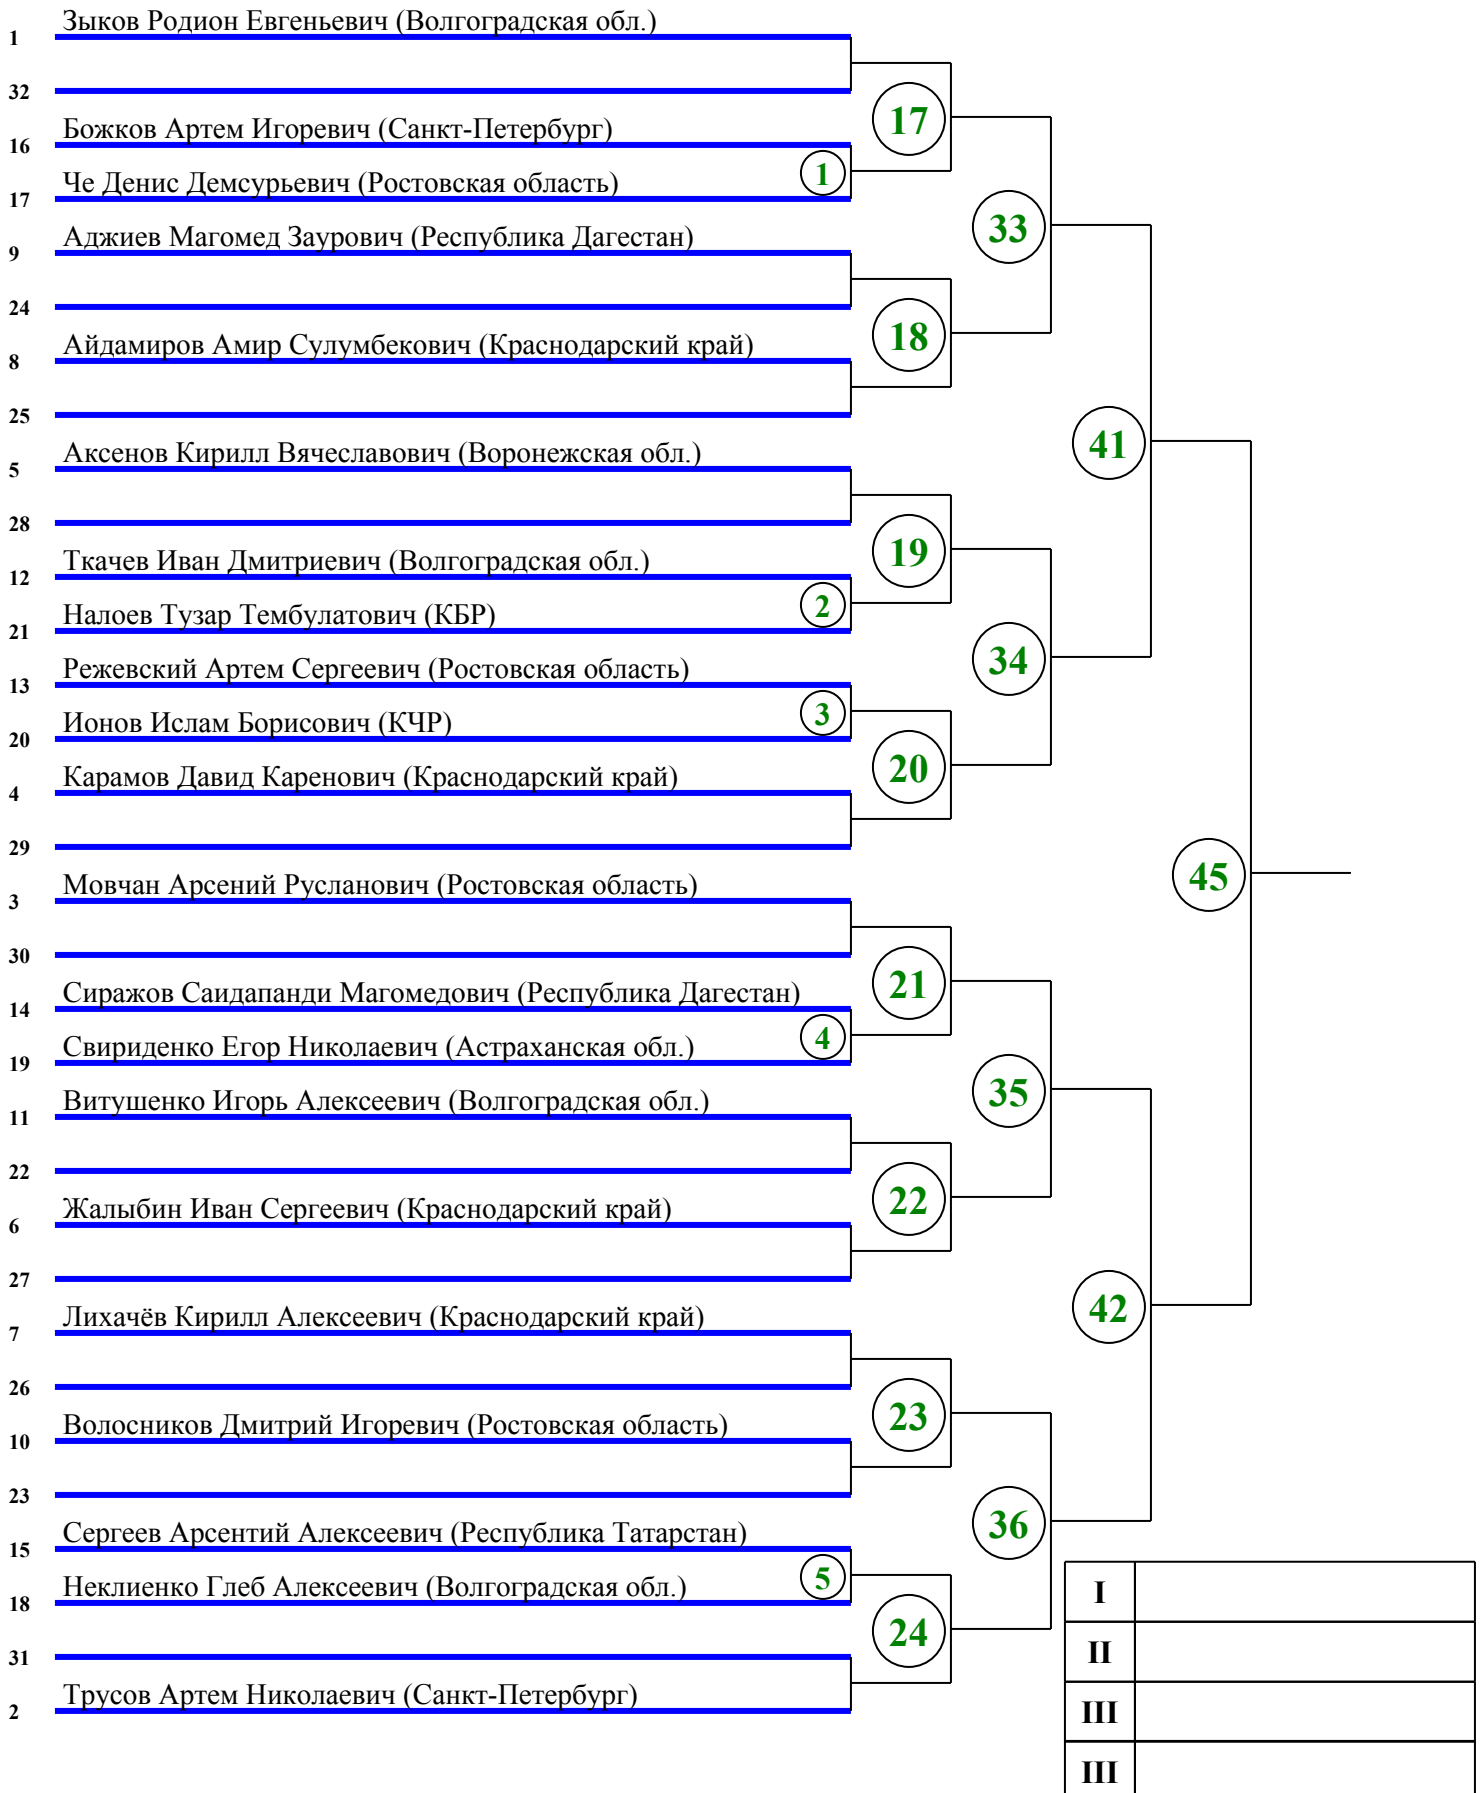 Зыков Родион Евгеньевич (Волгоградская обл.)
1
32
Божков Артем Игоревич (Санкт-Петербург)
16
17
Че Денис Демсурьевич (Ростовская область)
1
17
Аджиев Магомед Заурович (Республика Дагестан)
9
33
24
Айдамиров Амир Сулумбекович (Краснодарский край)
18
8
25
Аксенов Кирилл Вячеславович (Воронежская обл.)
41
5
28
Ткачев Иван Дмитриевич (Волгоградская обл.)
19
12
Налоев Тузар Тембулатович (КБР)
2
21
Режевский Артем Сергеевич (Ростовская область)
34
13
Ионов Ислам Борисович (КЧР)
3
20
Карамов Давид Каренович (Краснодарский край)
20
4
29
Мовчан Арсений Русланович (Ростовская область)
45
3
30
Сиражов Саидапанди Магомедович (Республика Дагестан)
21
14
Свириденко Егор Николаевич (Астраханская обл.)
4
19
Витушенко Игорь Алексеевич (Волгоградская обл.)
35
11
22
Жалыбин Иван Сергеевич (Краснодарский край)
22
6
27
Лихачёв Кирилл Алексеевич (Краснодарский край)
42
7
26
Волосников Дмитрий Игоревич (Ростовская область)
23
10
23
Сергеев Арсентий Алексеевич (Республика Татарстан)
36
15
Неклиенко Глеб Алексеевич (Волгоградская обл.)
5
18
I
24
31
II
Трусов Артем Николаевич (Санкт-Петербург)
2
III
III